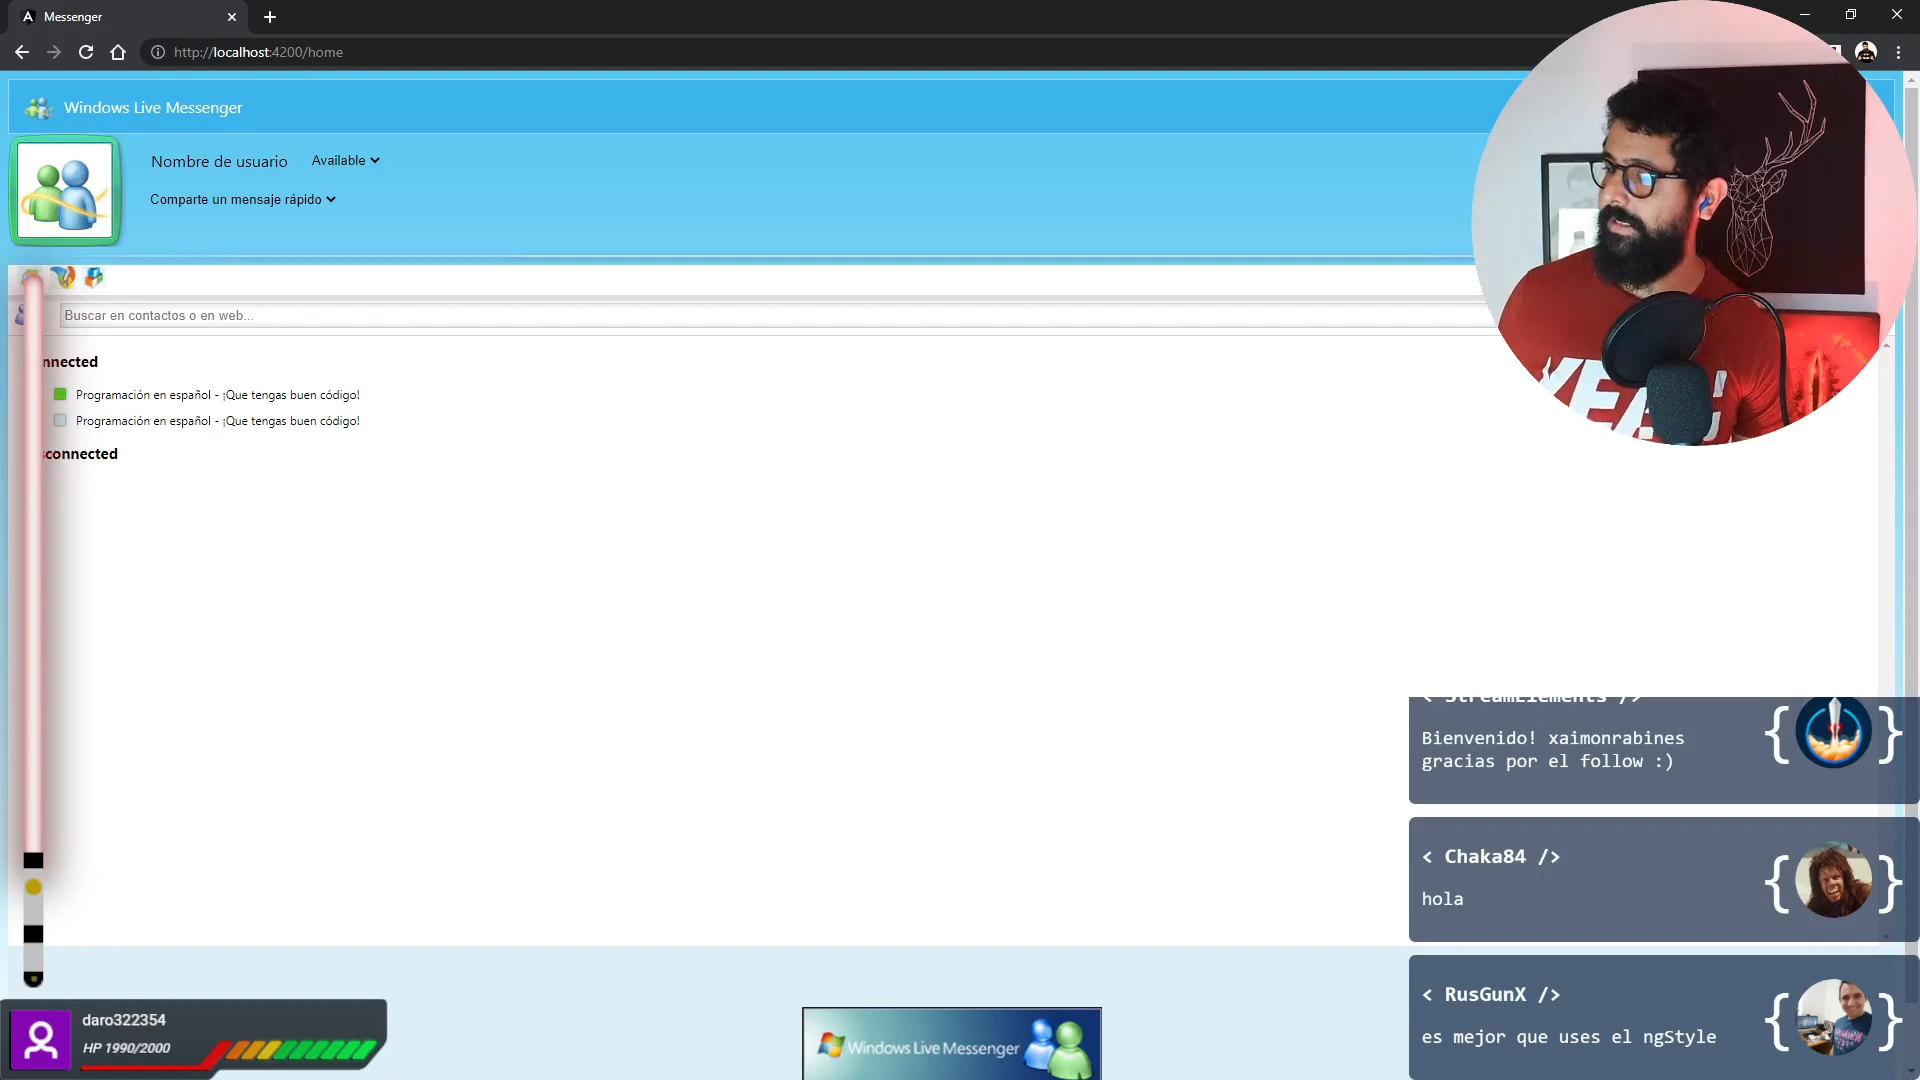 Messenger
http://localhost:4200/home
Windows Live Messenger
Nombre de usuario Available
Comparte un mensaje rápido
Buscar en contactos o en web...
nnected
Programación en español - ¡Que tengas buen código!
Programación en español - ¡Que tengas buen código!
connected
< StreamElements />
Bienvenido! xaimonrabines
gracias por el follow :)
< Chaka84 />
hola
< RusGunX />
es mejor que uses el ngStyle
daro322354
HP 1990/2000
Windows Live Messenger